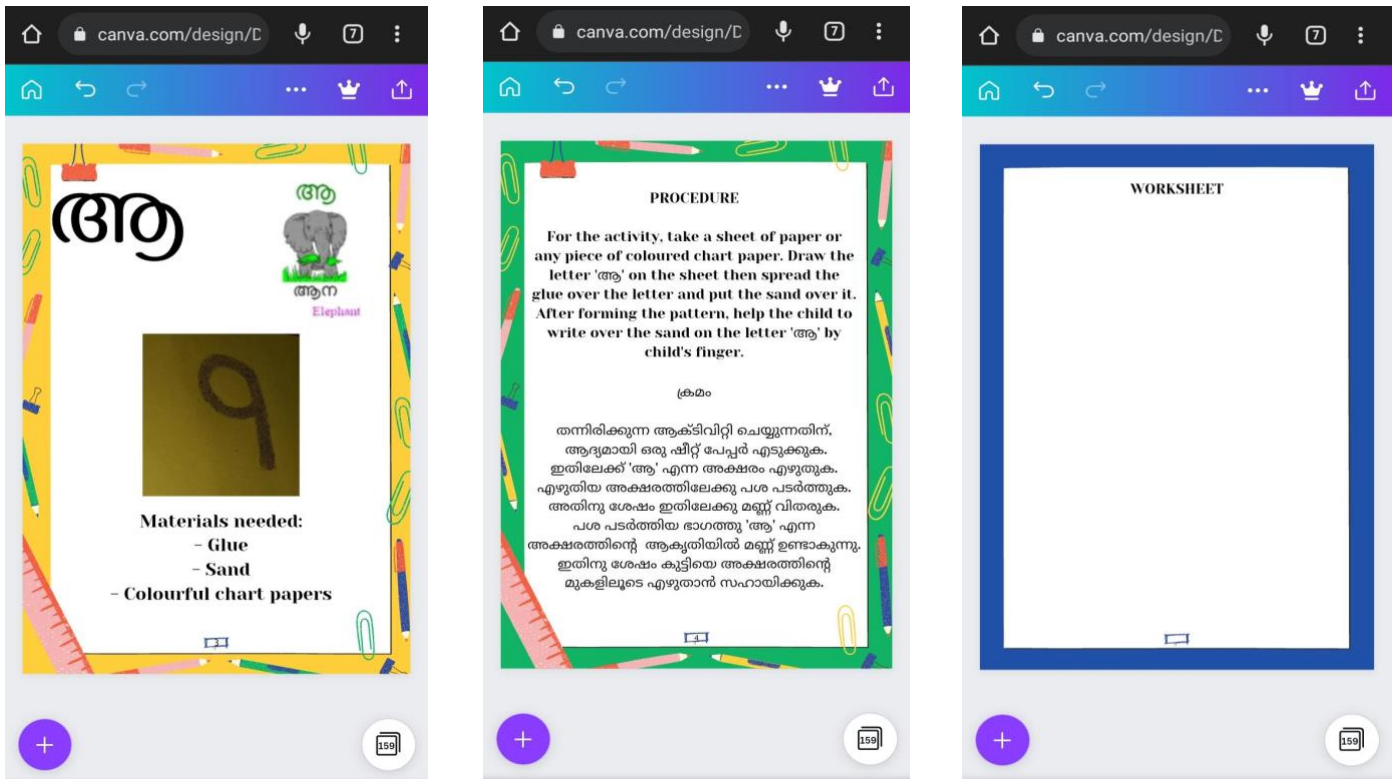 canva.com/design/D
7
ആ
ആ
ആന
Elephant
9
Materials needed:
- Glue
- Sand
- Colourful chart papers
3
159
canva.com/design/D
7
PROCEDURE
For the activity, take a sheet of paper or
any piece of coloured chart paper. Draw the
letter 'ആ' on the sheet then spread the
glue over the letter and put the sand over it.
After forming the pattern, help the child to
write over the sand on the letter 'ആ' by
child's finger.
ക്രമം
തന്നിരിക്കുന്ന ആക്ടിവിറ്റി ചെയ്യുന്നതിന്,
ആദ്യമായി ഒരു ഷീറ്റ് പേപ്പർ എടുക്കുക.
ഇതിലേക്ക് 'ആ' എന്ന അക്ഷരം എഴുതുക.
എഴുതിയ അക്ഷരത്തിലേക്കു പശ പടർത്തുക.
അതിനു ശേഷം ഇതിലേക്കു മണ്ണ് വിതരുക.
പശ പടർത്തിയ ഭാഗത്തു 'ആ' എന്ന
അക്ഷരത്തിന്റെ ആകൃതിയിൽ മണ്ണ് ഉണ്ടാകുന്നു.
ഇതിനു ശേഷം കുട്ടിയെ അക്ഷരത്തിന്റെ
മുകളിലൂടെ എഴുതാൻ സഹായിക്കുക.
4
159
canva.com/design/D
7
WORKSHEET
159